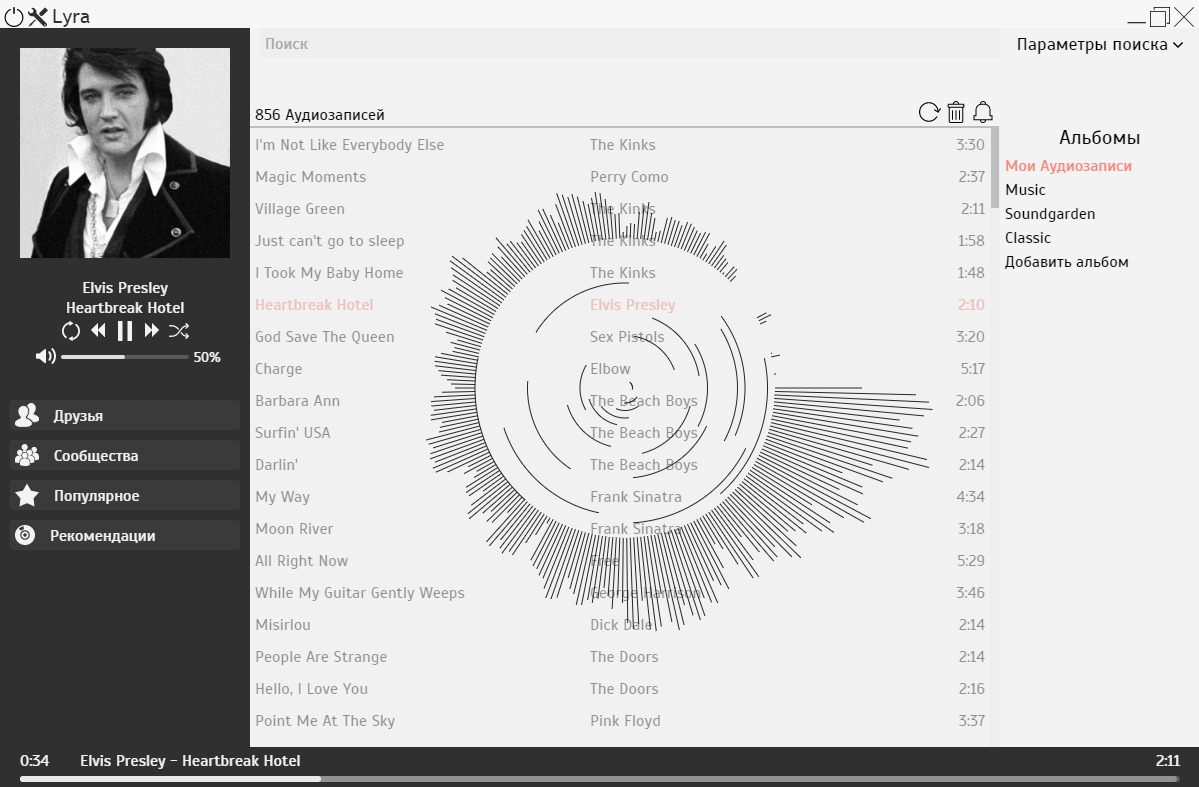 Lyra
Поиск
Параметры поиска
856 Аудиозаписей
I'm Not Like Everybody Else The Kinks 3:30
Magic Moments Perry Como 2:37
Village Green The Kinks 2:11
Just can't go to sleep The Kinks 1:58
I Took My Baby Home The Kinks 1:48
Heartbreak Hotel Elvis Presley 2:10
God Save The Queen Sex Pistols 3:20
Charge Elbow 5:17
Barbara Ann The Beach Boys 2:06
Surfin' USA The Beach Boys 2:27
Darlin' The Beach Boys 2:14
My Way Frank Sinatra 4:34
Moon River Frank Sinatra 3:18
All Right Now Free 5:29
While My Guitar Gently Weeps George Harrison 3:46
Misirlou Dick Dale 2:14
People Are Strange The Doors 2:14
Hello, I Love You The Doors 2:16
Point Me At The Sky Pink Floyd 3:37
Альбомы
Мои Аудиозаписи
Music
Soundgarden
Classic
Добавить альбом
Elvis Presley
Heartbreak Hotel
50%
Друзья
Сообщества
Популярное
Рекомендации
0:34 Elvis Presley - Heartbreak Hotel 2:11